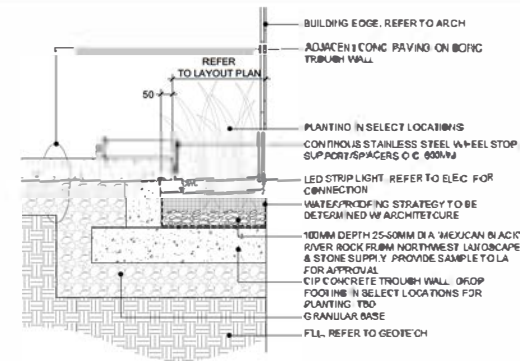 BUILDING EDGE, REFER TO ARCH
ADJACENT CONC PAVING ON
TROUGH WALL
REFER
TO LAYOUT PLAN
50
PLANTING IN SELECT LOCATIONS
CONTINOUS STAINLESS STEEL WHEEL STOP
SUPPORT/SPACERS O.C 600MM
LED STRIP LIGHT REFER TO ELEC FOR
CONNECTION
WATERPROOFING STRATEGY TO BE
DETERMINED W/ ARCHITETCURE
100MM DEPTH 25-50MM DIA 'MEXICAN BLACK'
RIVER ROCK FROM NORTHWEST LANDSCAPE
& STONE SUPPLY. PROVIDE SAMPLE TO LA
FOR APPROVAL
CIP CONCRETE TROUGH WALL. DROP
FOOTING IN SELECT LOCATIONS FOR
PLANTING TBD
GRANULAR BASE
FILL, REFER TO GEOTECH